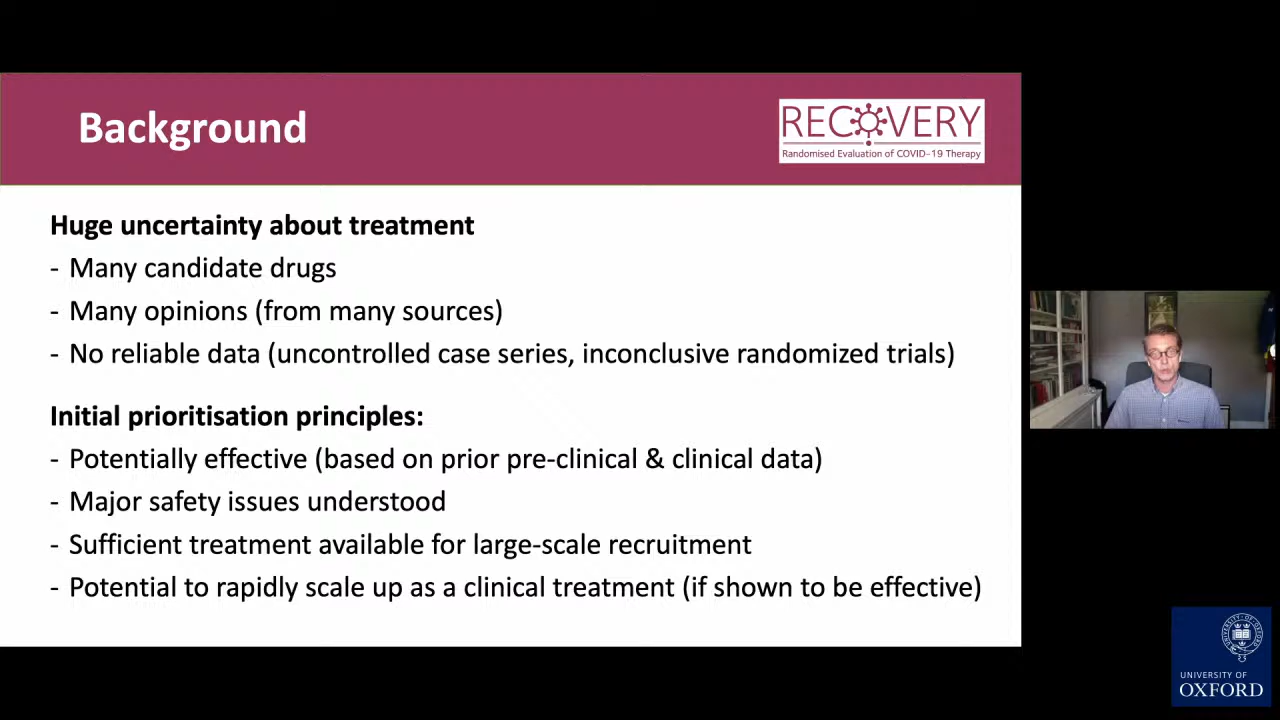 Background
RECOVERY
Randomised Evaluation of COVID-19 Therapy
Huge uncertainty about treatment
- Many candidate drugs
- Many opinions (from many sources)
- No reliable data (uncontrolled case series, inconclusive randomized trials)
Initial prioritisation principles:
- Potentially effective (based on prior pre-clinical & clinical data)
- Major safety issues understood
- Sufficient treatment available for large-scale recruitment
- Potential to rapidly scale up as a clinical treatment (if shown to be effective)
UNIVERSITY OF
OXFORD